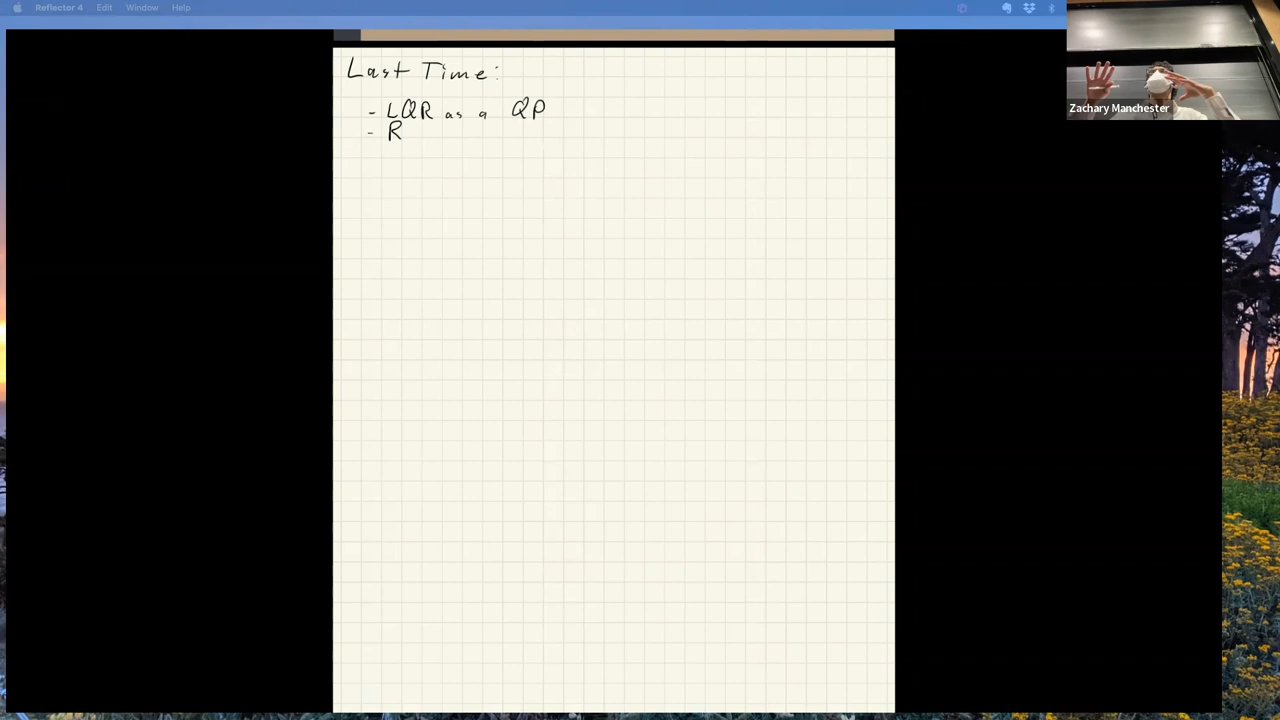 Reflector 4 Edit Window Help
Last Time:
- LQR as a QP
- R
Zachary Manchester